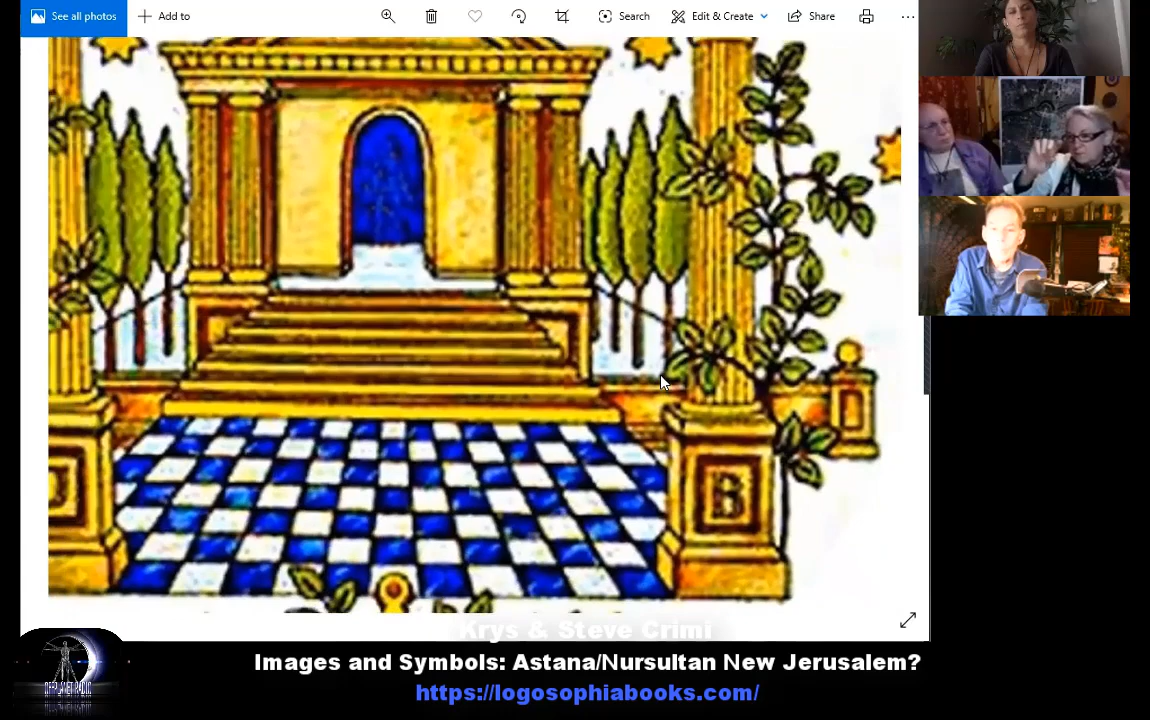 See all photos
Add to
Search
Edit & Create
Share
B
Krys & Steve Crimi
Images and Symbols: Astana/Nursultan New Jerusalem?
https://logosophiabooks.com/